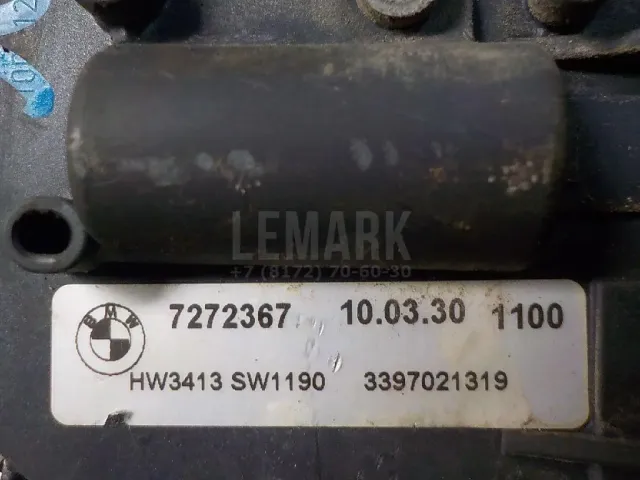 LEMARK
+7 (8172) 70-60-30
BMW 7272367 10.03.30 1100
HW3413 SW1190 3397021319